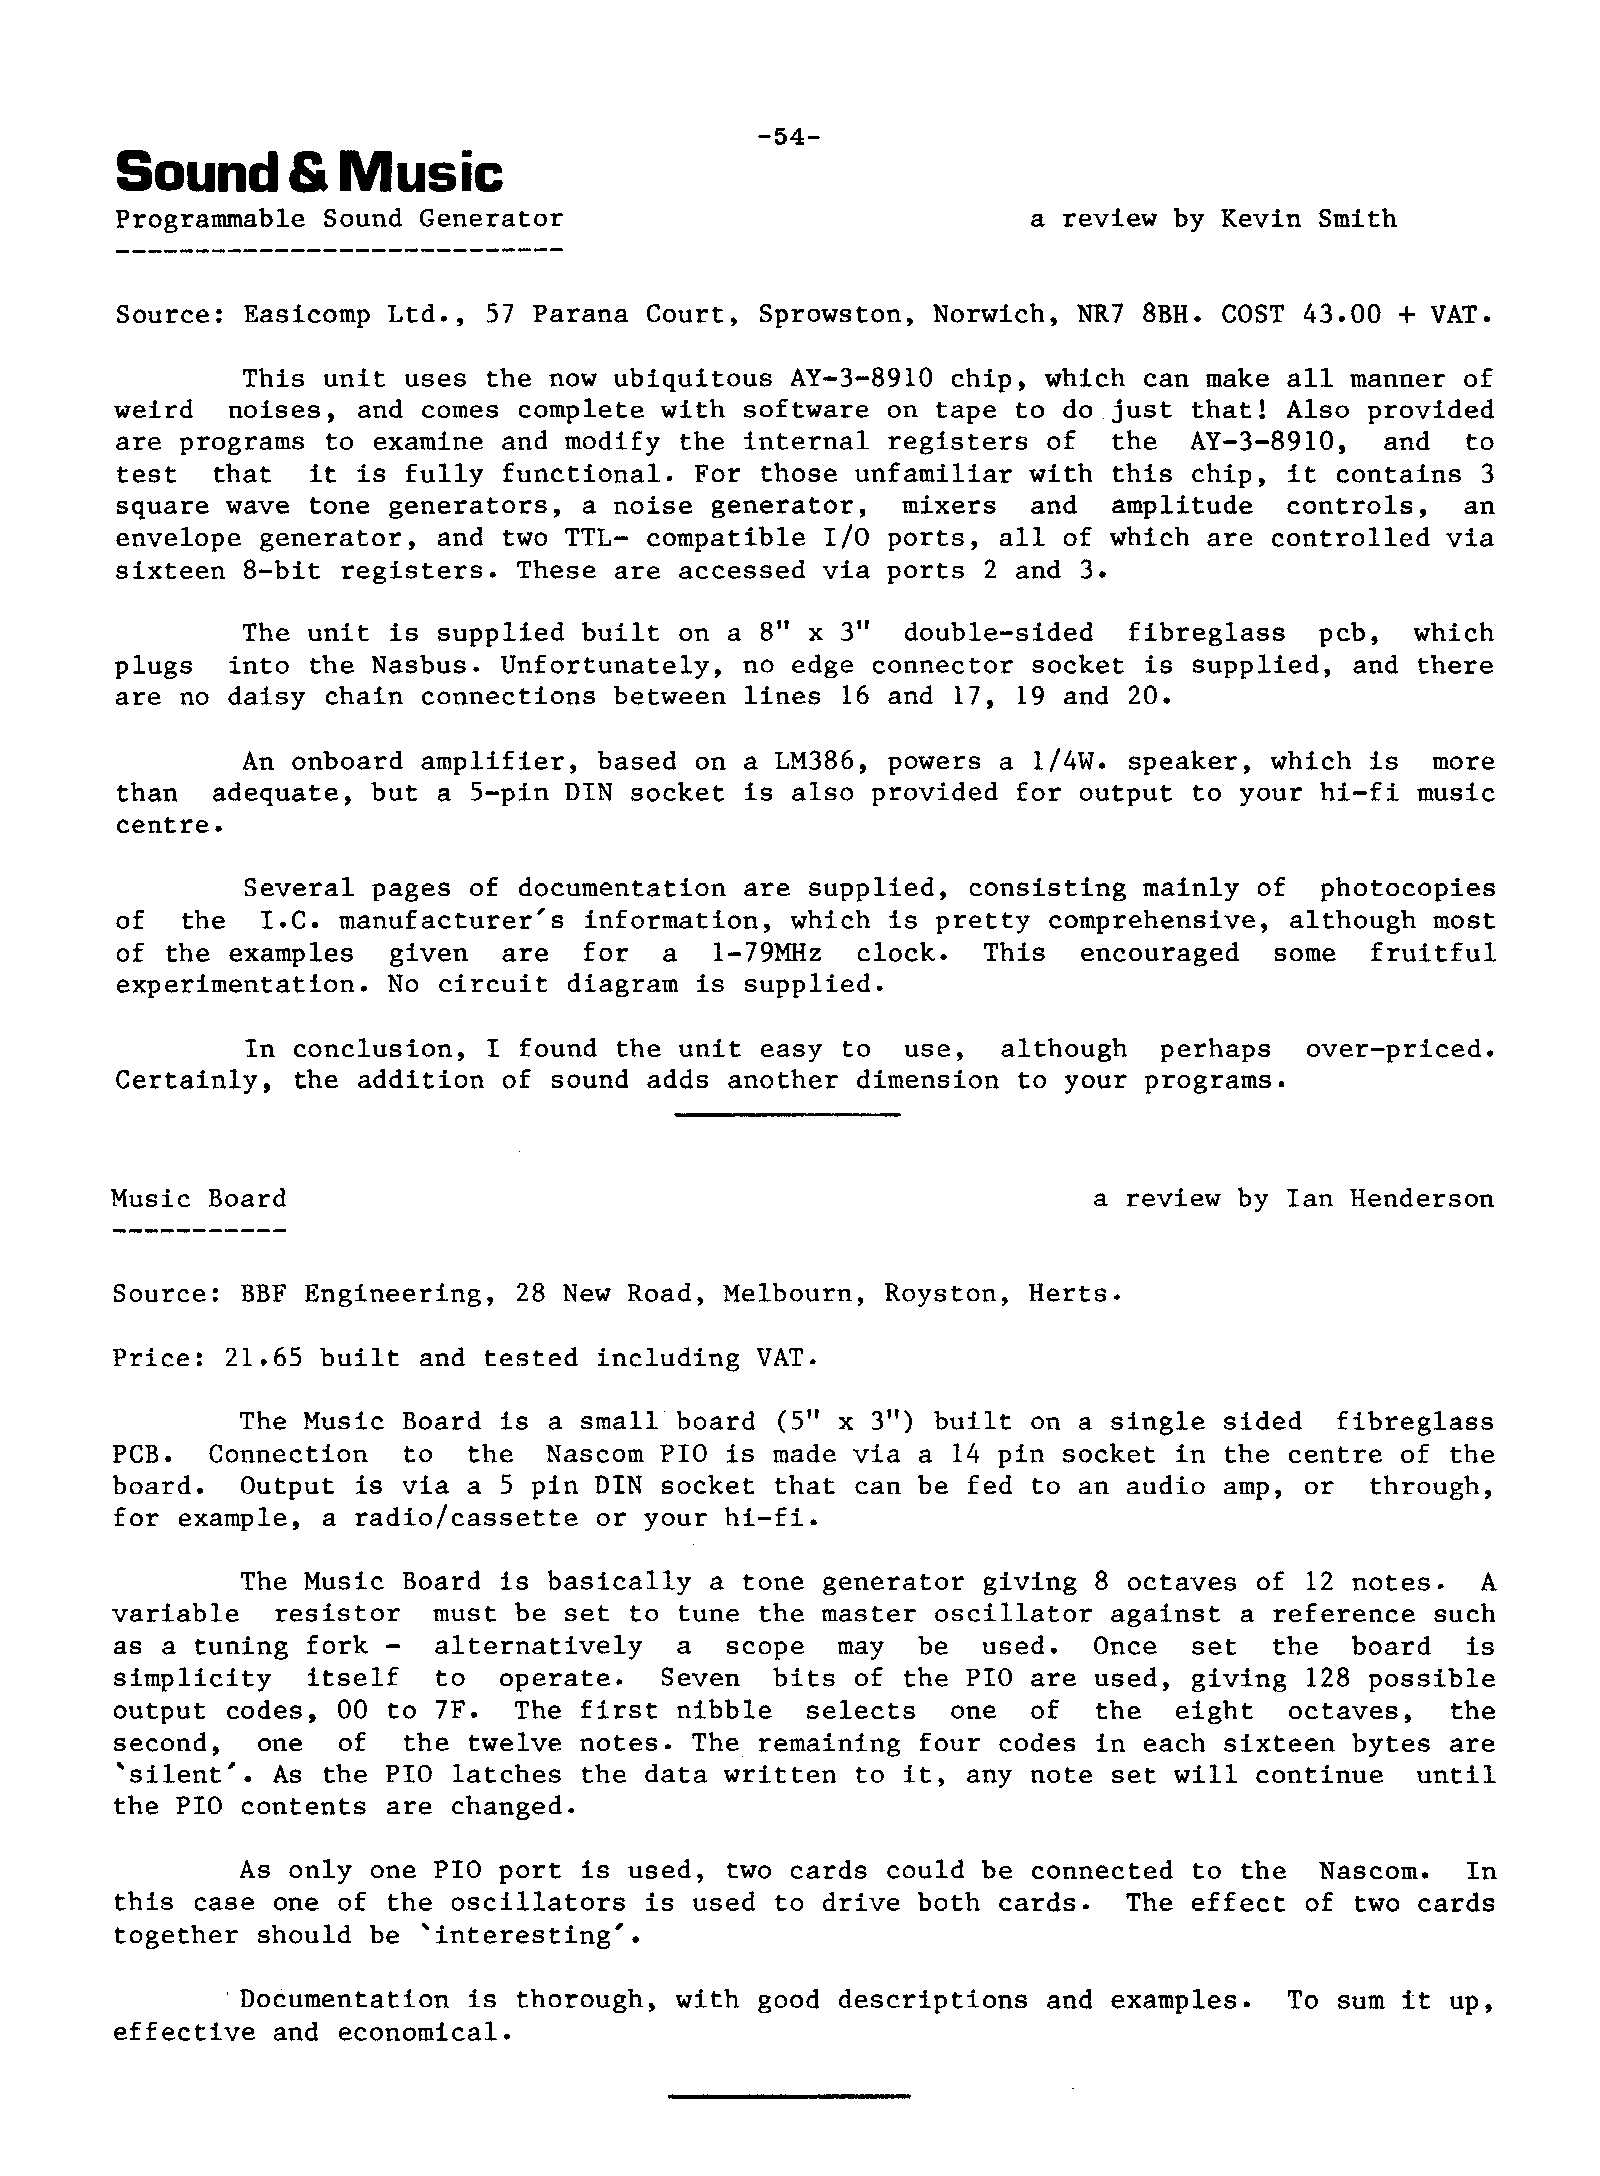 -54-
Sound & Music
Programmable Sound Generator a review by Kevin Smith
----------------------------
Source: Easicomp Ltd., 57 Parana Court, Sprowston, Norwich, NR7 8BH. COST 43.00 + VAT.
This unit uses the now ubiquitous AY-3-8910 chip, which can make all manner of
weird noises, and comes complete with software on tape to do just that! Also provided
are programs to examine and modify the internal registers of the AY-3-8910, and to
test that it is fully functional. For those unfamiliar with this chip, it contains 3
square wave tone generators, a noise generator, mixers and amplitude controls, an
envelope generator, and two TTL- compatible I/O ports, all of which are controlled via
sixteen 8-bit registers. These are accessed via ports 2 and 3.
The unit is supplied built on a 8" x 3" double-sided fibreglass pcb, which
plugs into the Nasbus. Unfortunately, no edge connector socket is supplied, and there
are no daisy chain connections between lines 16 and 17, 19 and 20.
An onboard amplifier, based on a LM386, powers a 1/4W. speaker, which is more
than adequate, but a 5-pin DIN socket is also provided for output to your hi-fi music
centre.
Several pages of documentation are supplied, consisting mainly of photocopies
of the I.C. manufacturer's information, which is pretty comprehensive, although most
of the examples given are for a 1-79MHz clock. This encouraged some fruitful
experimentation. No circuit diagram is supplied.
In conclusion, I found the unit easy to use, although perhaps over-priced.
Certainly, the addition of sound adds another dimension to your programs.
Music Board a review by Ian Henderson
-----------
Source: BBF Engineering, 28 New Road, Melbourn, Royston, Herts.
Price: 21.65 built and tested including VAT.
The Music Board is a small board (5" x 3") built on a single sided fibreglass
PCB. Connection to the Nascom PIO is made via a 14 pin socket in the centre of the
board. Output is via a 5 pin DIN socket that can be fed to an audio amp, or through,
for example, a radio/cassette or your hi-fi.
The Music Board is basically a tone generator giving 8 octaves of 12 notes. A
variable resistor must be set to tune the master oscillator against a reference such
as a tuning fork - alternatively a scope may be used. Once set the board is
simplicity itself to operate. Seven bits of the PIO are used, giving 128 possible
output codes, 00 to 7F. The first nibble selects one of the eight octaves, the
second, one of the twelve notes. The remaining four codes in each sixteen bytes are
`silent'. As the PIO latches the data written to it, any note set will continue until
the PIO contents are changed.
As only one PIO port is used, two cards could be connected to the Nascom. In
this case one of the oscillators is used to drive both cards. The effect of two cards
together should be `interesting'.
Documentation is thorough, with good descriptions and examples. To sum it up,
effective and economical.